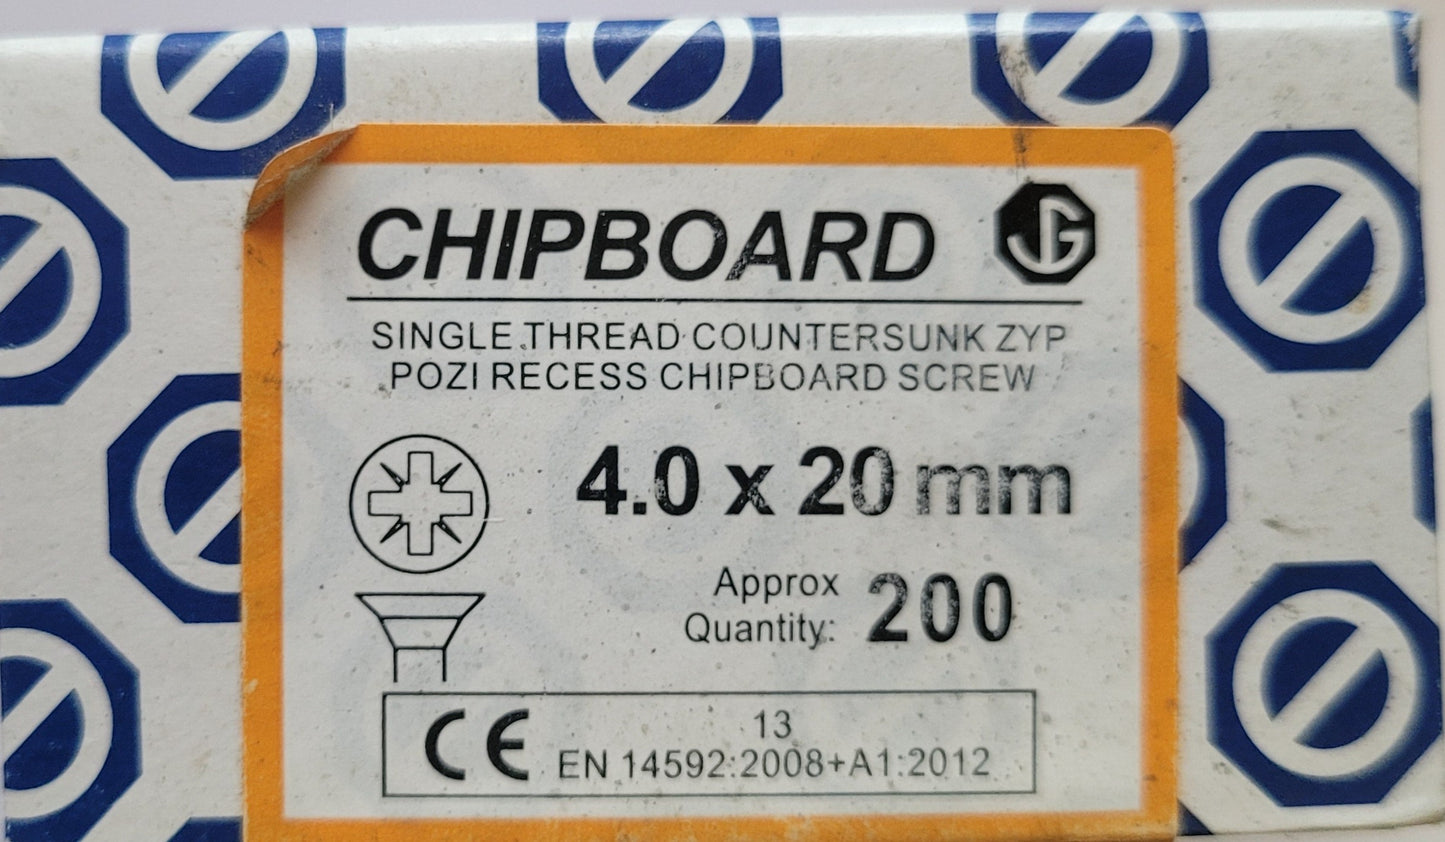 CHIPBOARD JG
SINGLE THREAD COUNTERSUNK ZYP
POZI RECESS CHIPBOARD SCREW
4.0 x 20 mm
Approx
Quantity: 200
CE 13
EN 14592:2008+A1:2012